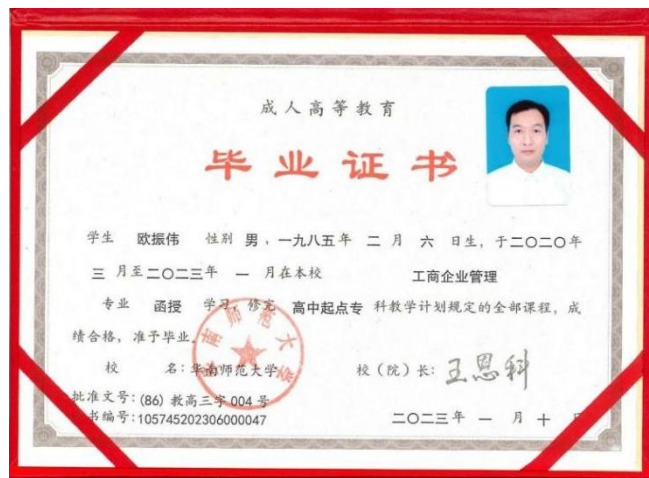 成人高等教育
毕业证书
学生 欧振伟 性别 男，一九八五年 二 月 六 日生，于二〇二〇年
三 月至二〇二三年 一 月在本校 工商企业管理
专业 函授 学习，修完 高中起点专 科教学计划规定的全部课程，成
绩合格，准予毕业。
校 名：华南师范大学 校（院）长：王恩科
批准文号：(86) 教高三字 004 号
书编号：105745202306000047 二〇二三年 一 月 十